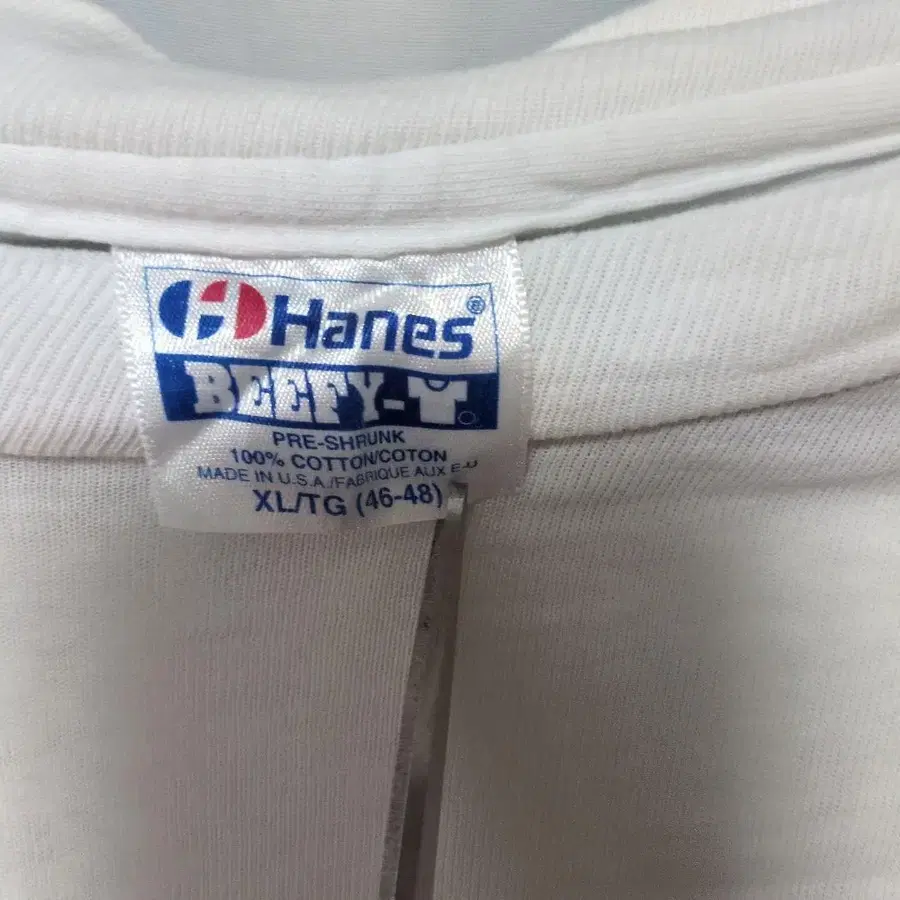 Hanes®
BEEFY-T
PRE-SHRUNK
100% COTTON/COTON
MADE IN U.S.A./FABRIQUE AUX E-U
XL/TG (46-48)